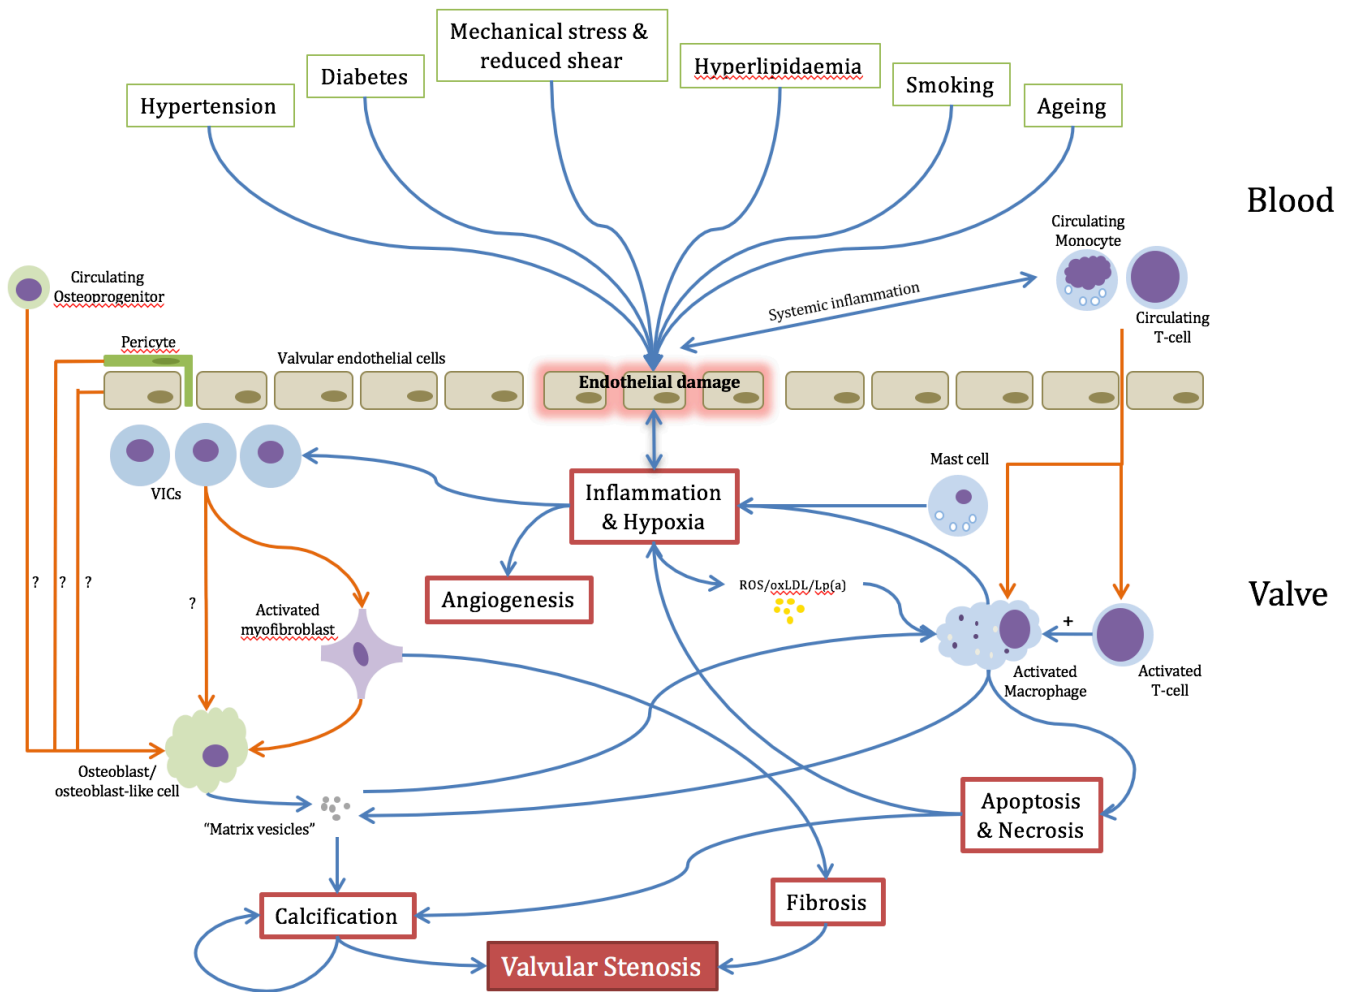 Mechanical stress &
reduced shear
Diabetes
Hyperlipidaemia
Smoking
Hypertension
Ageing
Blood
Circulating
Monocyte
Circulating
Osteoprogenitor
Systemic inflammation
Circulating
T-cell
Pericyte
Valvular endothelial cells
Endothelial damage
Mast cell
VICs
Inflammation
& Hypoxia
? ? ?
?
Angiogenesis
ROS/oxLDL/Lp(a)
Valve
Activated
myofibroblast
+
Activated
Macrophage
Activated
T-cell
Osteoblast/
osteoblast-like cell
"Matrix vesicles"
Apoptosis
& Necrosis
Calcification
Fibrosis
Valvular Stenosis